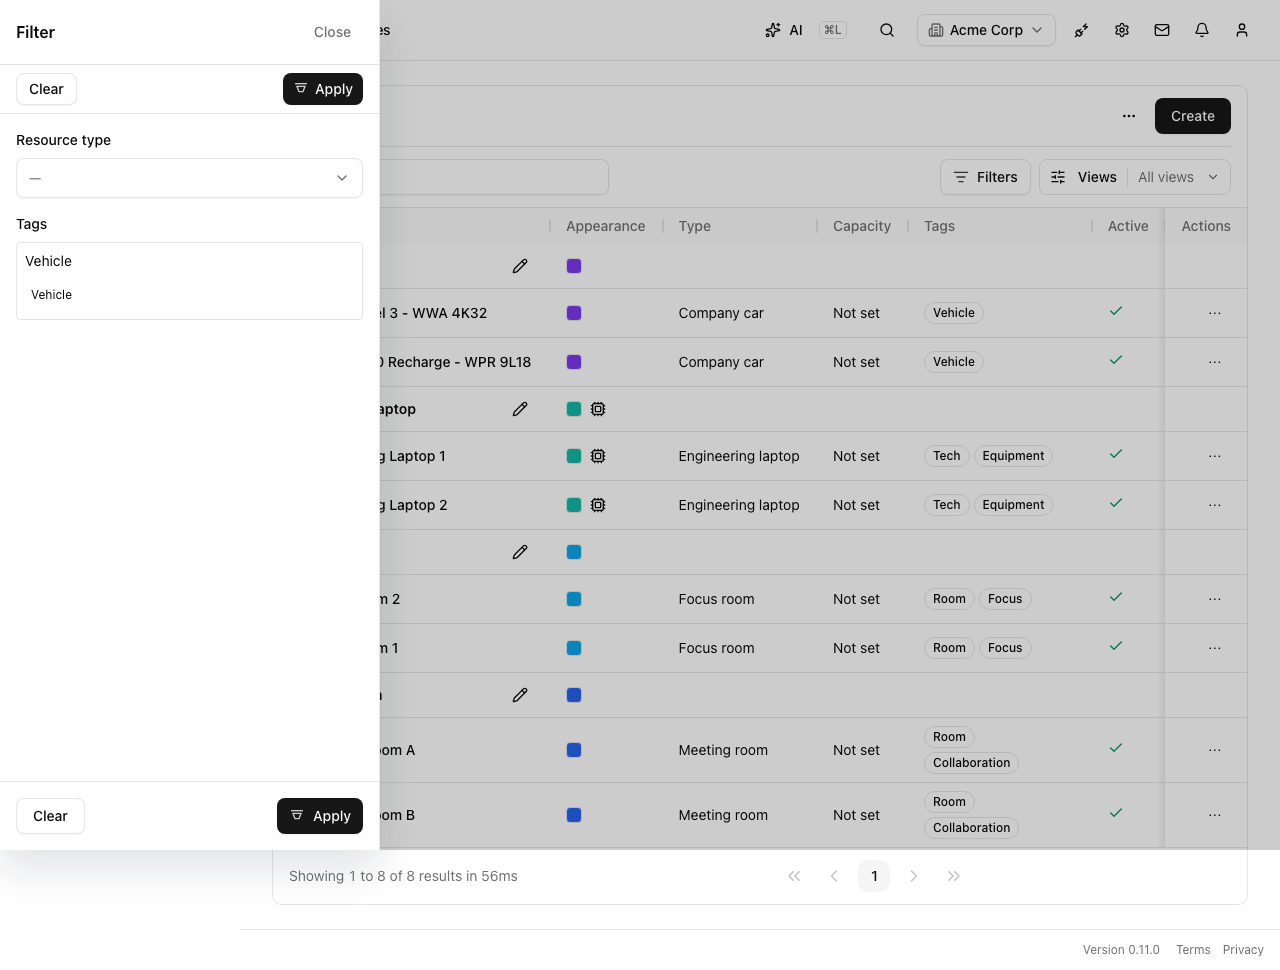 Filter
Close
Clear
Apply
Resource type
—
Tags
Vehicle
Vehicle
Clear
Apply
es
AI
⌘L
Acme Corp
Create
Filters
Views
All views
Appearance
Type
Capacity
Tags
Active
Actions
el 3 - WWA 4K32
Company car
Not set
Vehicle
0 Recharge - WPR 9L18
Company car
Not set
Vehicle
aptop
g Laptop 1
Engineering laptop
Not set
Tech
Equipment
g Laptop 2
Engineering laptop
Not set
Tech
Equipment
m 2
Focus room
Not set
Room
Focus
m 1
Focus room
Not set
Room
Focus
oom A
Meeting room
Not set
Room
Collaboration
oom B
Meeting room
Not set
Room
Collaboration
Showing 1 to 8 of 8 results in 56ms
1
Version 0.11.0
Terms
Privacy